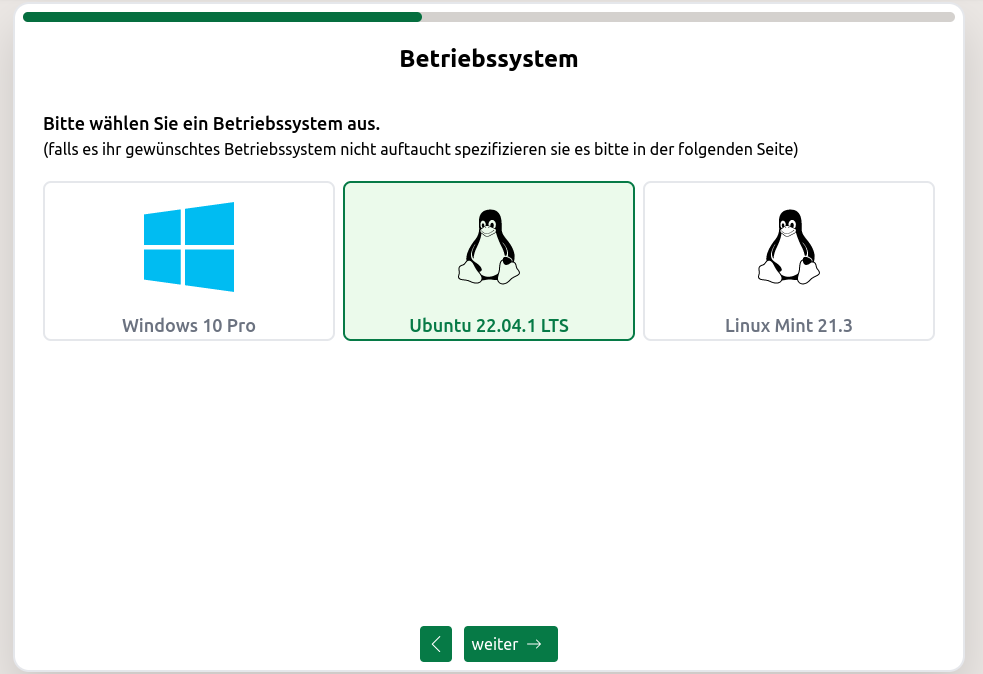 Betriebssystem
Bitte wählen Sie ein Betriebssystem aus.
(falls es ihr gewünschtes Betriebssystem nicht auftaucht spezifizieren sie es bitte in der folgenden Seite)
Windows 10 Pro
Ubuntu 22.04.1 LTS
Linux Mint 21.3
weiter